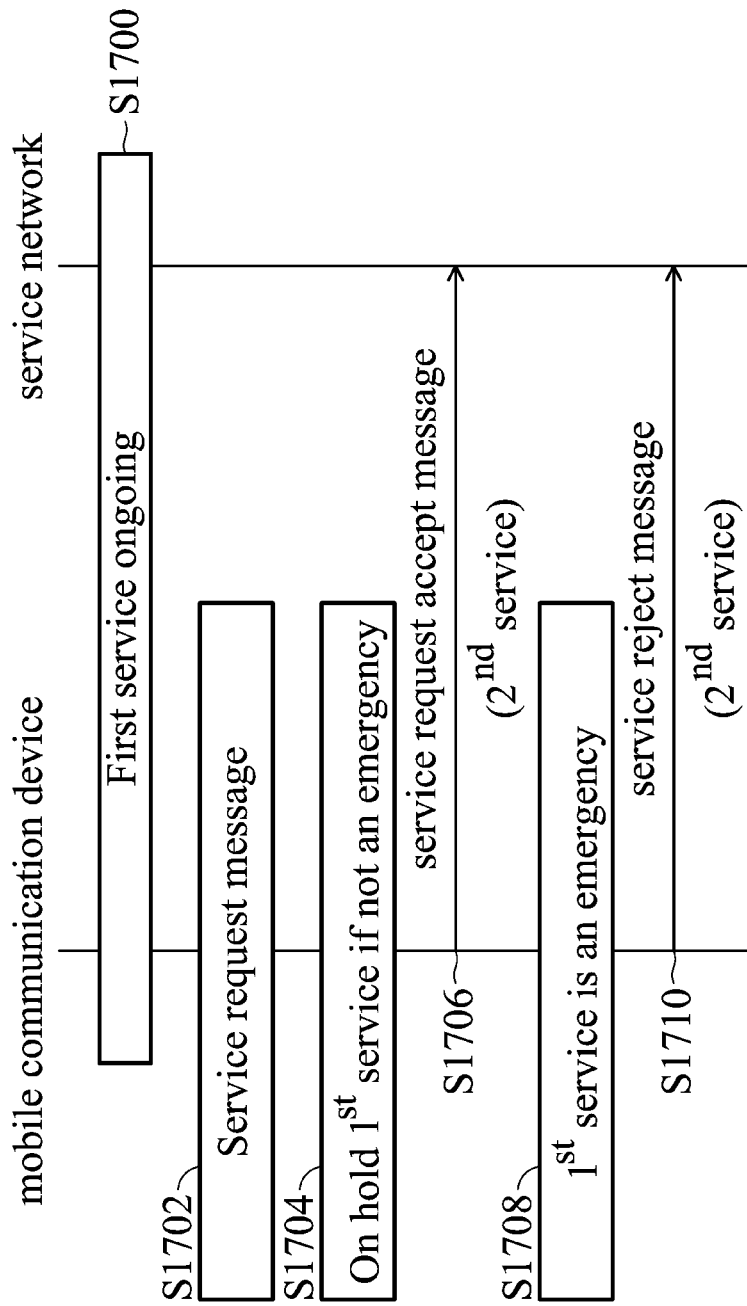 mobile communication device
service network
First service ongoing
S1700
S1702
Service request message
S1704
On hold 1st service if not an emergency
service request accept message
S1706
(2nd service)
S1708
1st service is an emergency
service reject message
S1710
(2nd service)